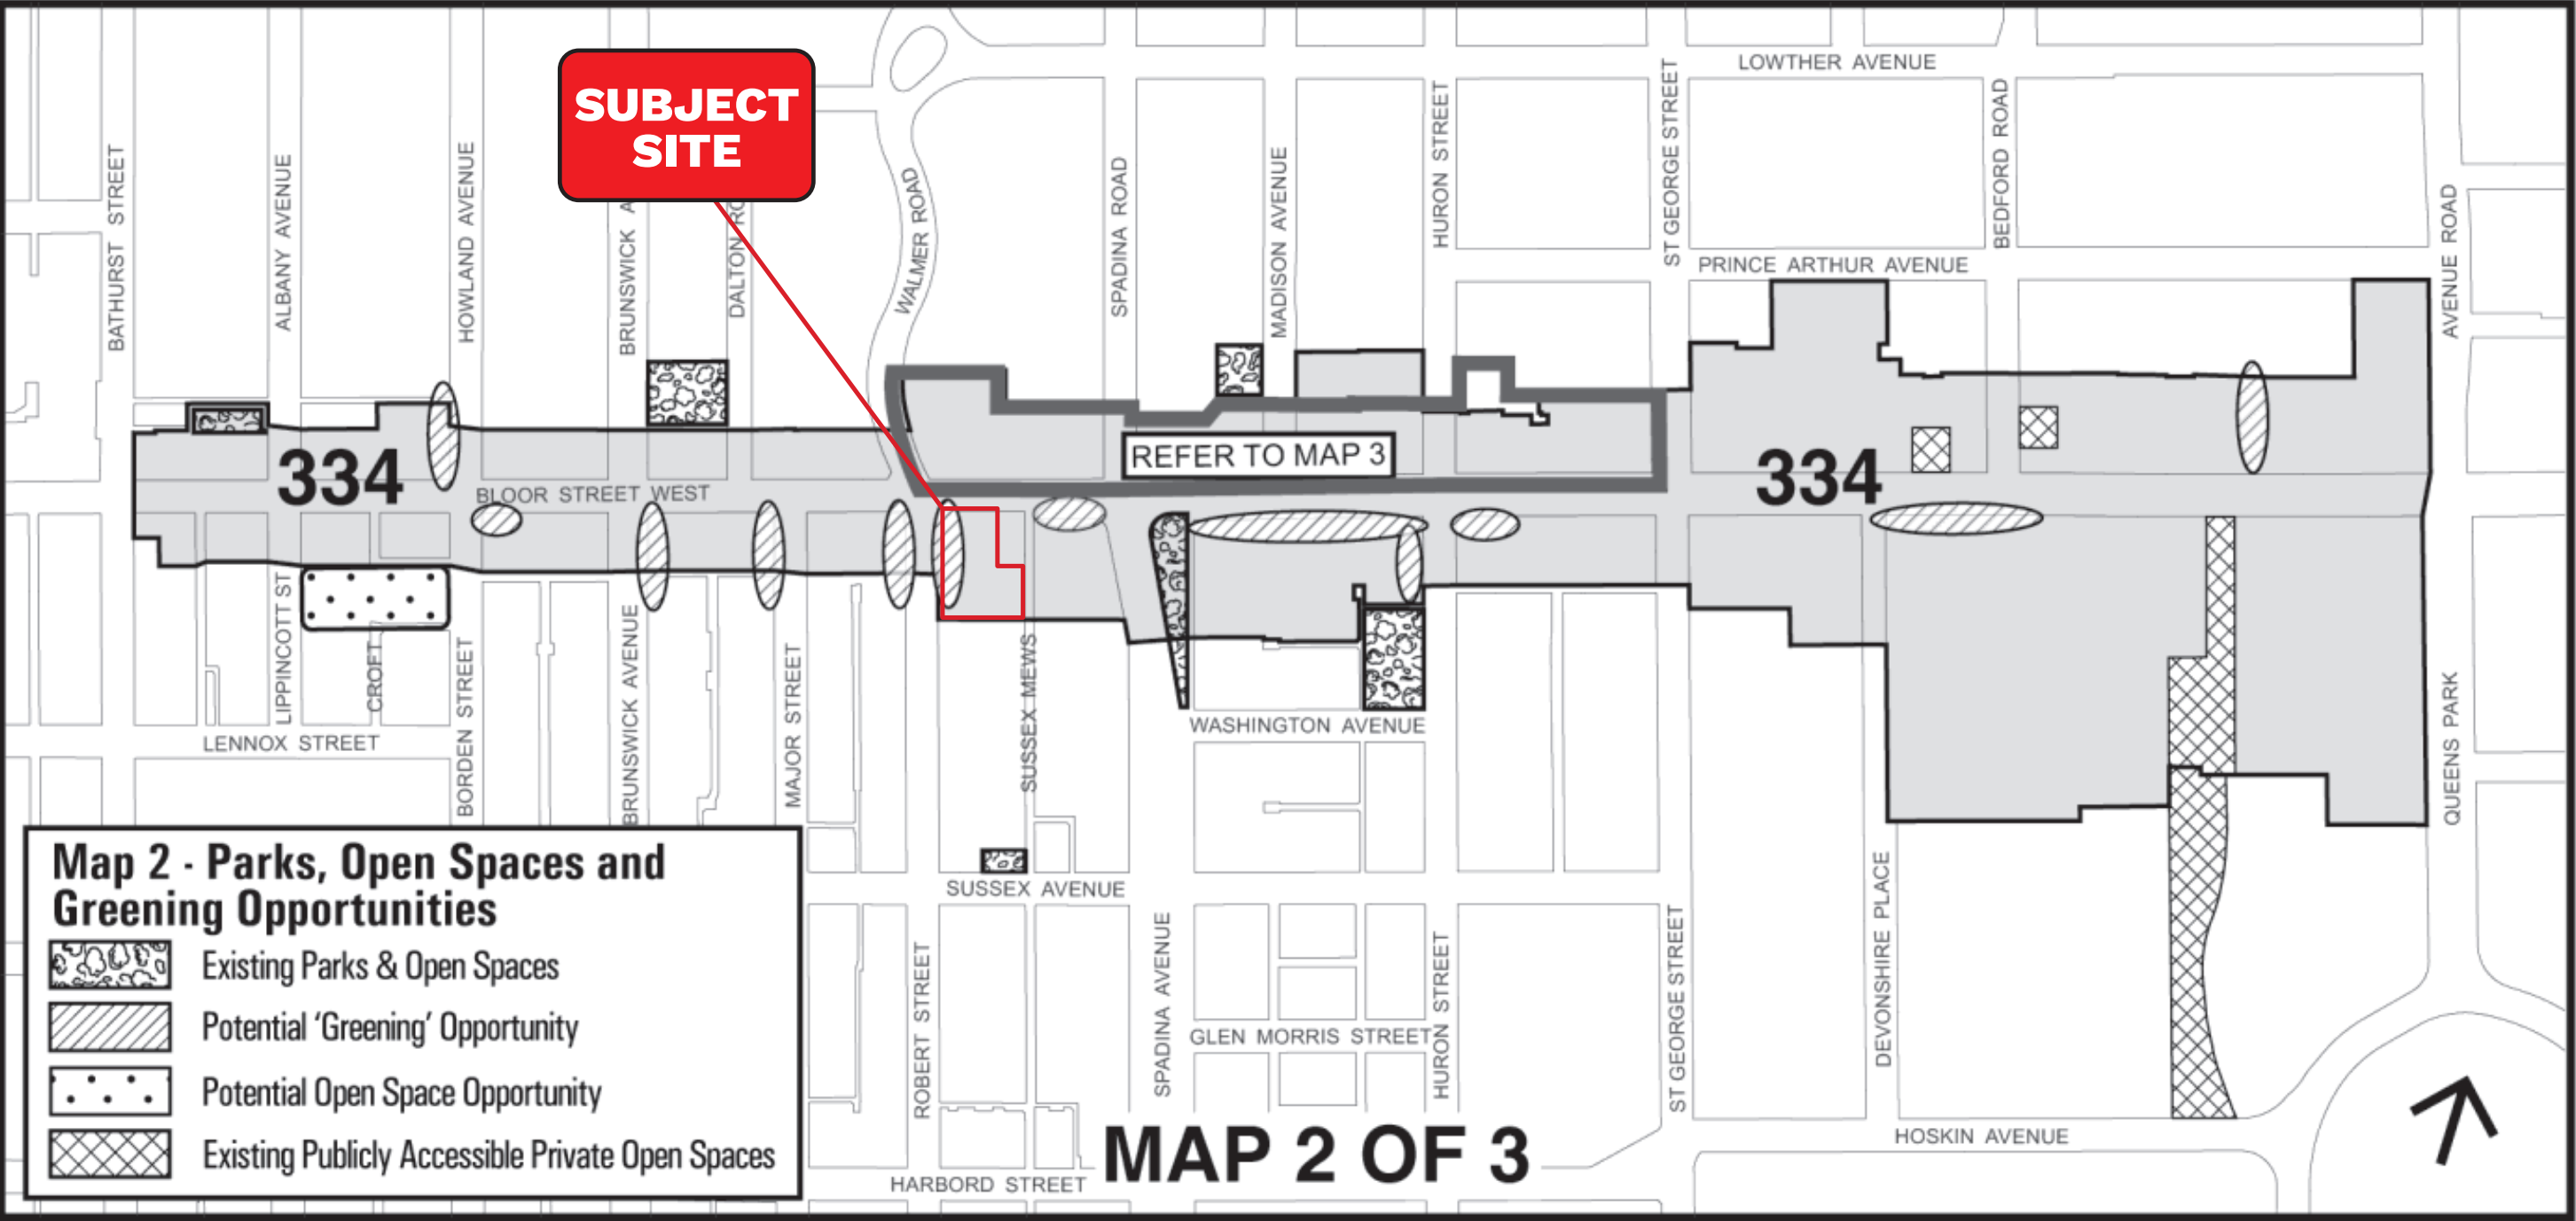 SUBJECT
SITE
LOWTHER AVENUE
BATHURST STREET
ALBANY AVENUE
HOWLAND AVENUE
BRUNSWICK A
DALTON RO
WALMER ROAD
SPADINA ROAD
MADISON AVENUE
HURON STREET
ST GEORGE STREET
BEDFORD ROAD
AVENUE ROAD
PRINCE ARTHUR AVENUE
334
BLOOR STREET WEST
REFER TO MAP 3
334
LIPPINCOTT ST
CROFT
BORDEN STREET
BRUNSWICK AVENUE
MAJOR STREET
SUSSEX MEWS
WASHINGTON AVENUE
QUEENS PARK
LENNOX STREET
SUSSEX AVENUE
ROBERT STREET
SPADINA AVENUE
HURON STREET
ST GEORGE STREET
DEVONSHIRE PLACE
GLEN MORRIS STREET
HOSKIN AVENUE
HARBORD STREET
MAP 2 OF 3
Map 2 - Parks, Open Spaces and
Greening Opportunities
Existing Parks & Open Spaces
Potential ‘Greening’ Opportunity
Potential Open Space Opportunity
Existing Publicly Accessible Private Open Spaces